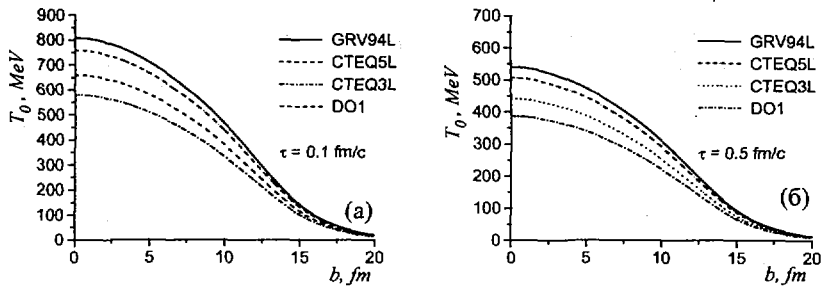 900
800
700
600
500
400
300
200
100
0
T₀, MeV
GRV94L
CTEQ5L
CTEQ3L
DO1
τ = 0.1 fm/c
(а)
0 5 10 15 20
b, fm
700
600
500
400
300
200
100
0
T₀, MeV
GRV94L
CTEQ5L
CTEQ3L
DO1
τ = 0.5 fm/c
(б)
0 5 10 15 20
b, fm